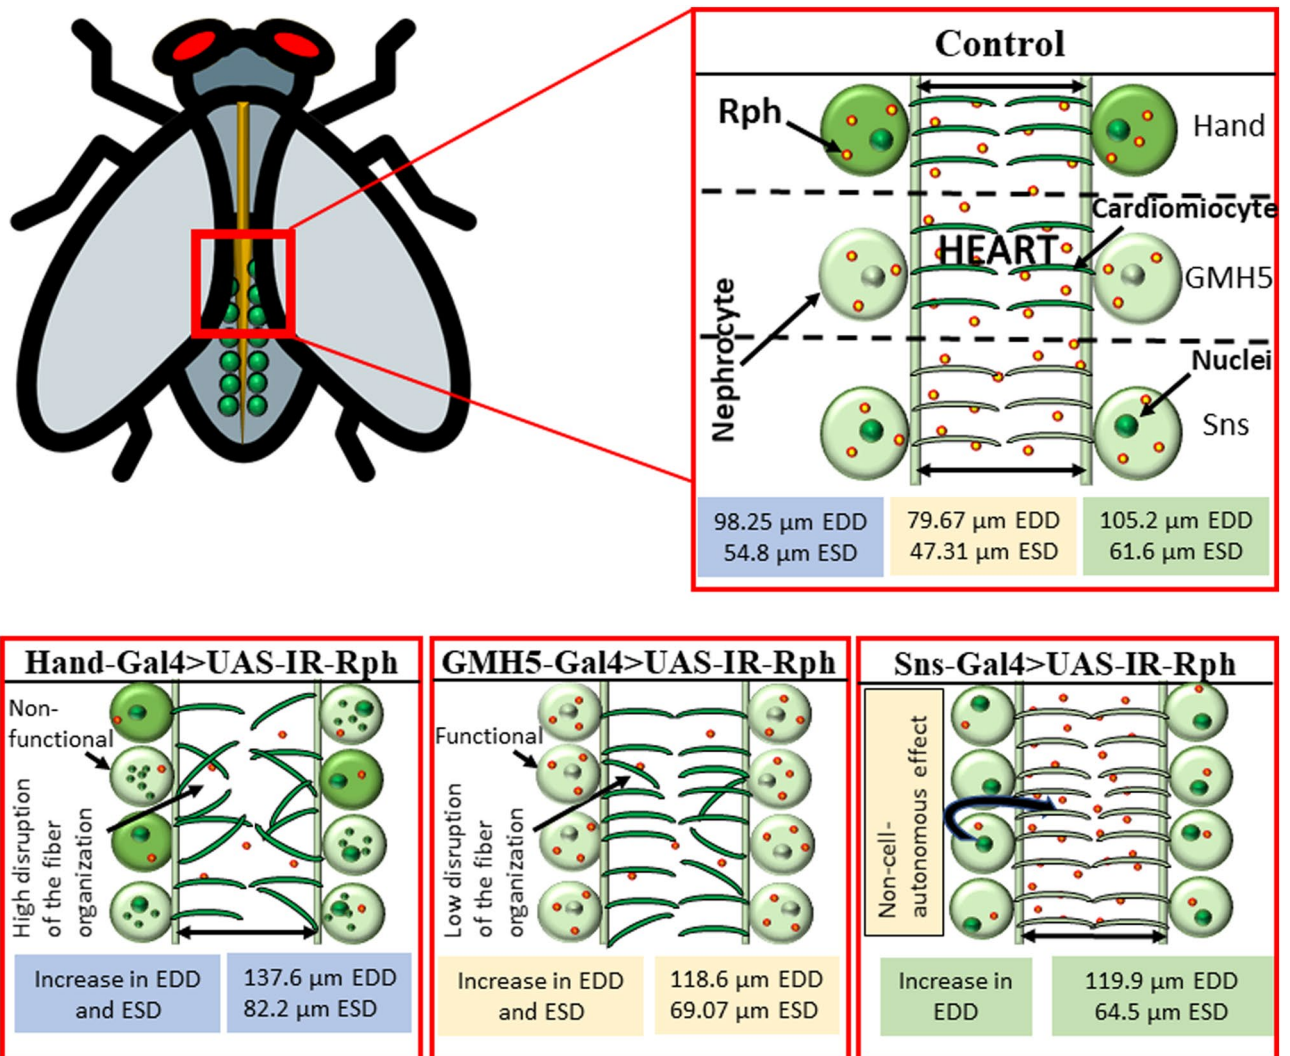 Control
Rph
Hand
Cardiomiocyte
HEART
GMH5
Nephrocyte
Nuclei
Sns
98.25 µm EDD
54.8 µm ESD
79.67 µm EDD
47.31 µm ESD
105.2 µm EDD
61.6 µm ESD
Hand-Gal4>UAS-IR-Rph
Non-
functional
High disruption
of the fiber
organization
Increase in EDD
and ESD
137.6 µm EDD
82.2 µm ESD
GMH5-Gal4>UAS-IR-Rph
Functional
Low disruption
of the fiber
organization
Increase in EDD
and ESD
118.6 µm EDD
69.07 µm ESD
Sns-Gal4>UAS-IR-Rph
Non-cell-
autonomous effect
Increase in
EDD
119.9 µm EDD
64.5 µm ESD